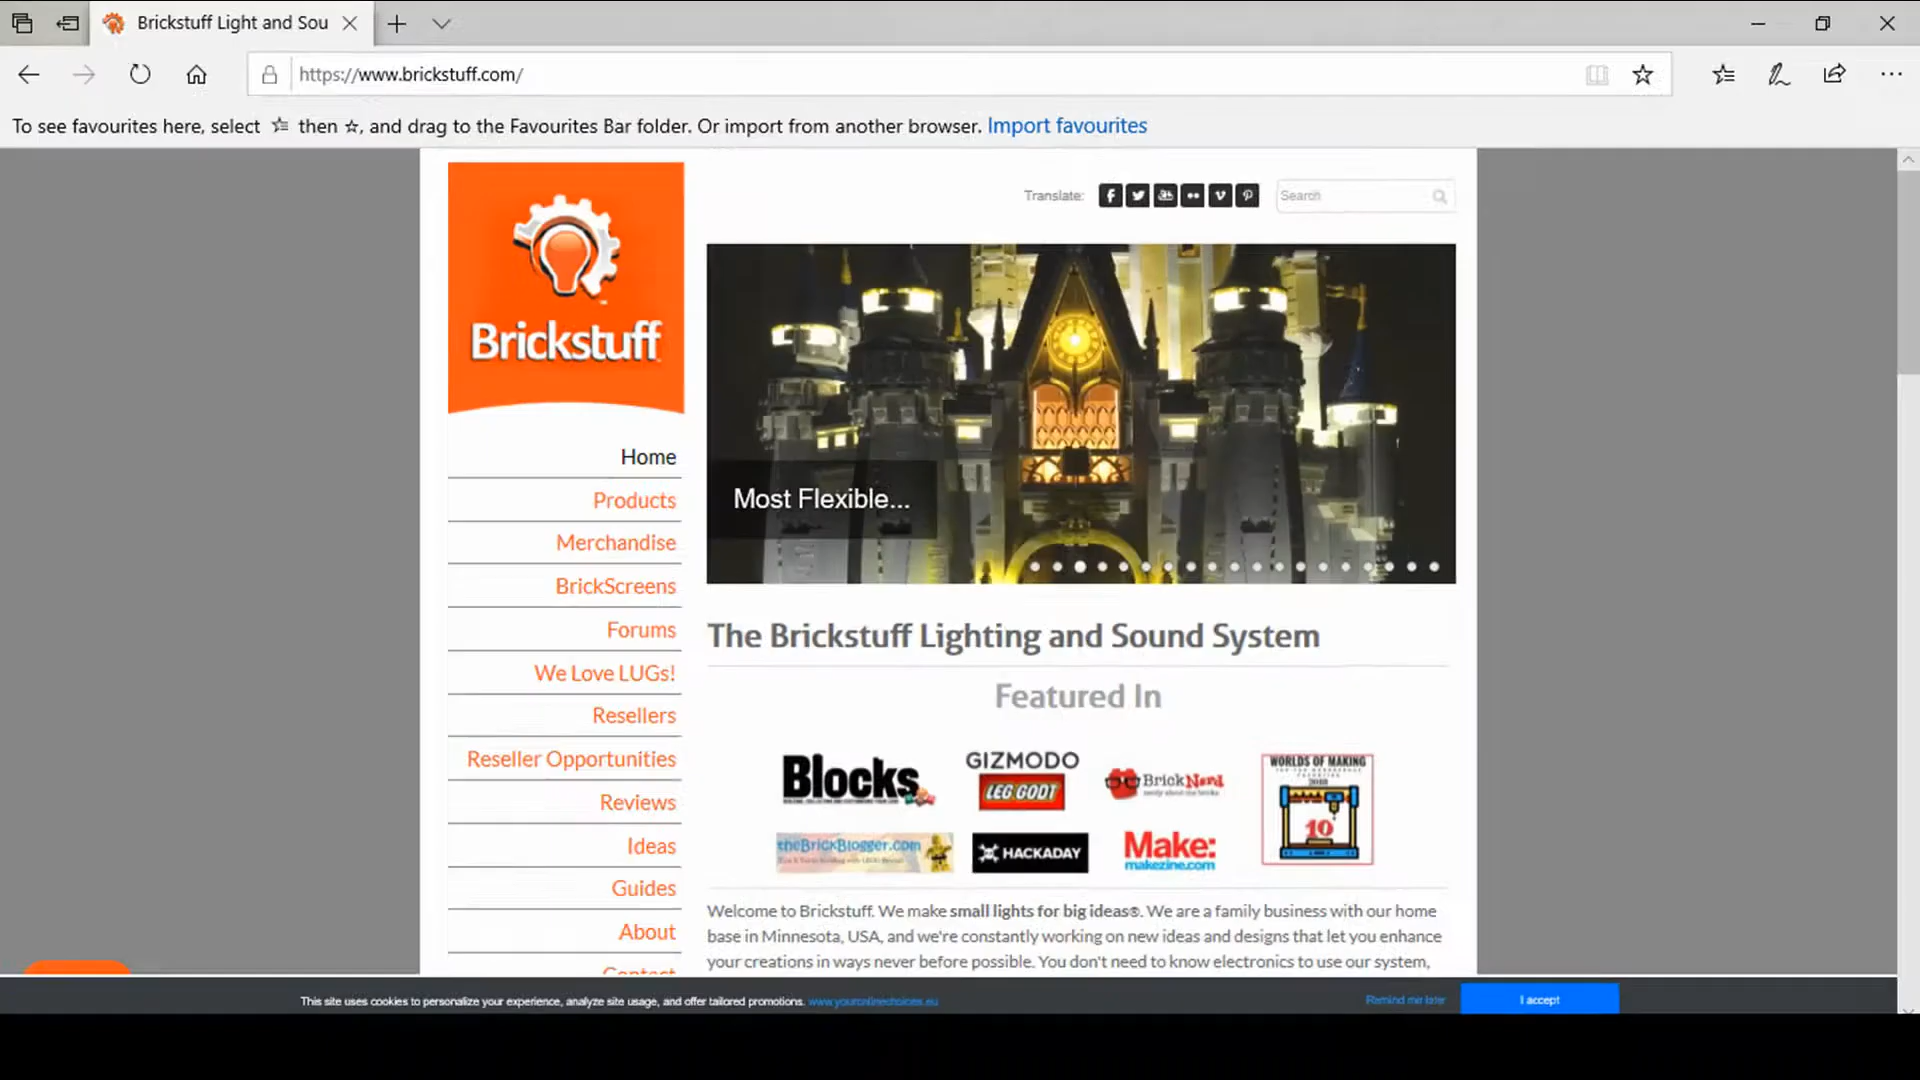 Brickstuff Light and Sou
https://www.brickstuff.com/
To see favourites here, select then , and drag to the Favourites Bar folder. Or import from another browser. Import favourites
Translate:
Search
Brickstuff
Most Flexible...
Home
Products
Merchandise
BrickScreens
Forums
We Love LUGs!
Resellers
Reseller Opportunities
Reviews
Ideas
Guides
About
Contact
The Brickstuff Lighting and Sound System
Featured In
Blocks
GIZMODO
LEG GODT
BrickNerd
WORLDS OF MAKING
10
theBrickBlogger.com
HACKADAY
Make:
makezine.com
Welcome to Brickstuff. We make small lights for big ideas®. We are a family business with our home
base in Minnesota, USA, and we're constantly working on new ideas and designs that let you enhance
your creations in ways never before possible. You don't need to know electronics to use our system,
This site uses cookies to personalize your experience, analyze site usage, and offer tailored promotions. www.youronlinechoices.eu
Remind me later
I accept